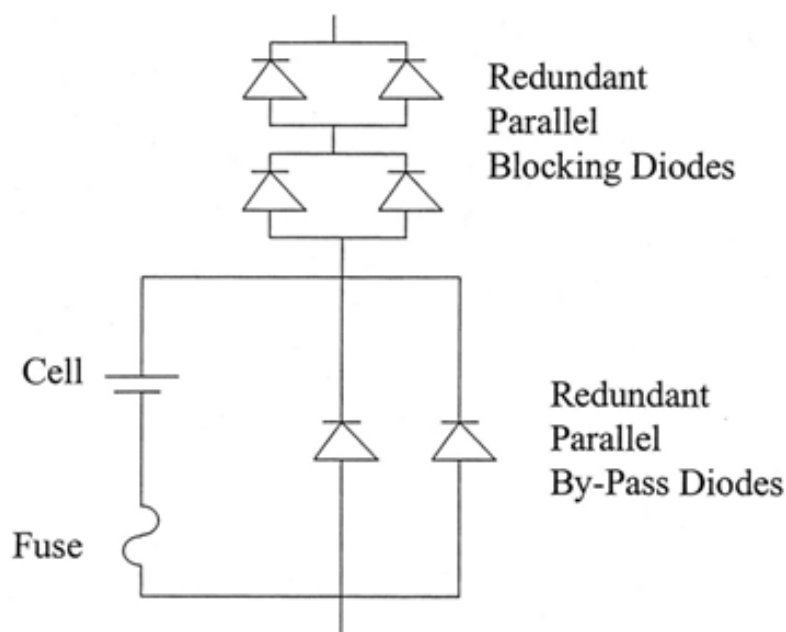 Redundant
Parallel
Blocking Diodes
Cell
Redundant
Parallel
By-Pass Diodes
Fuse